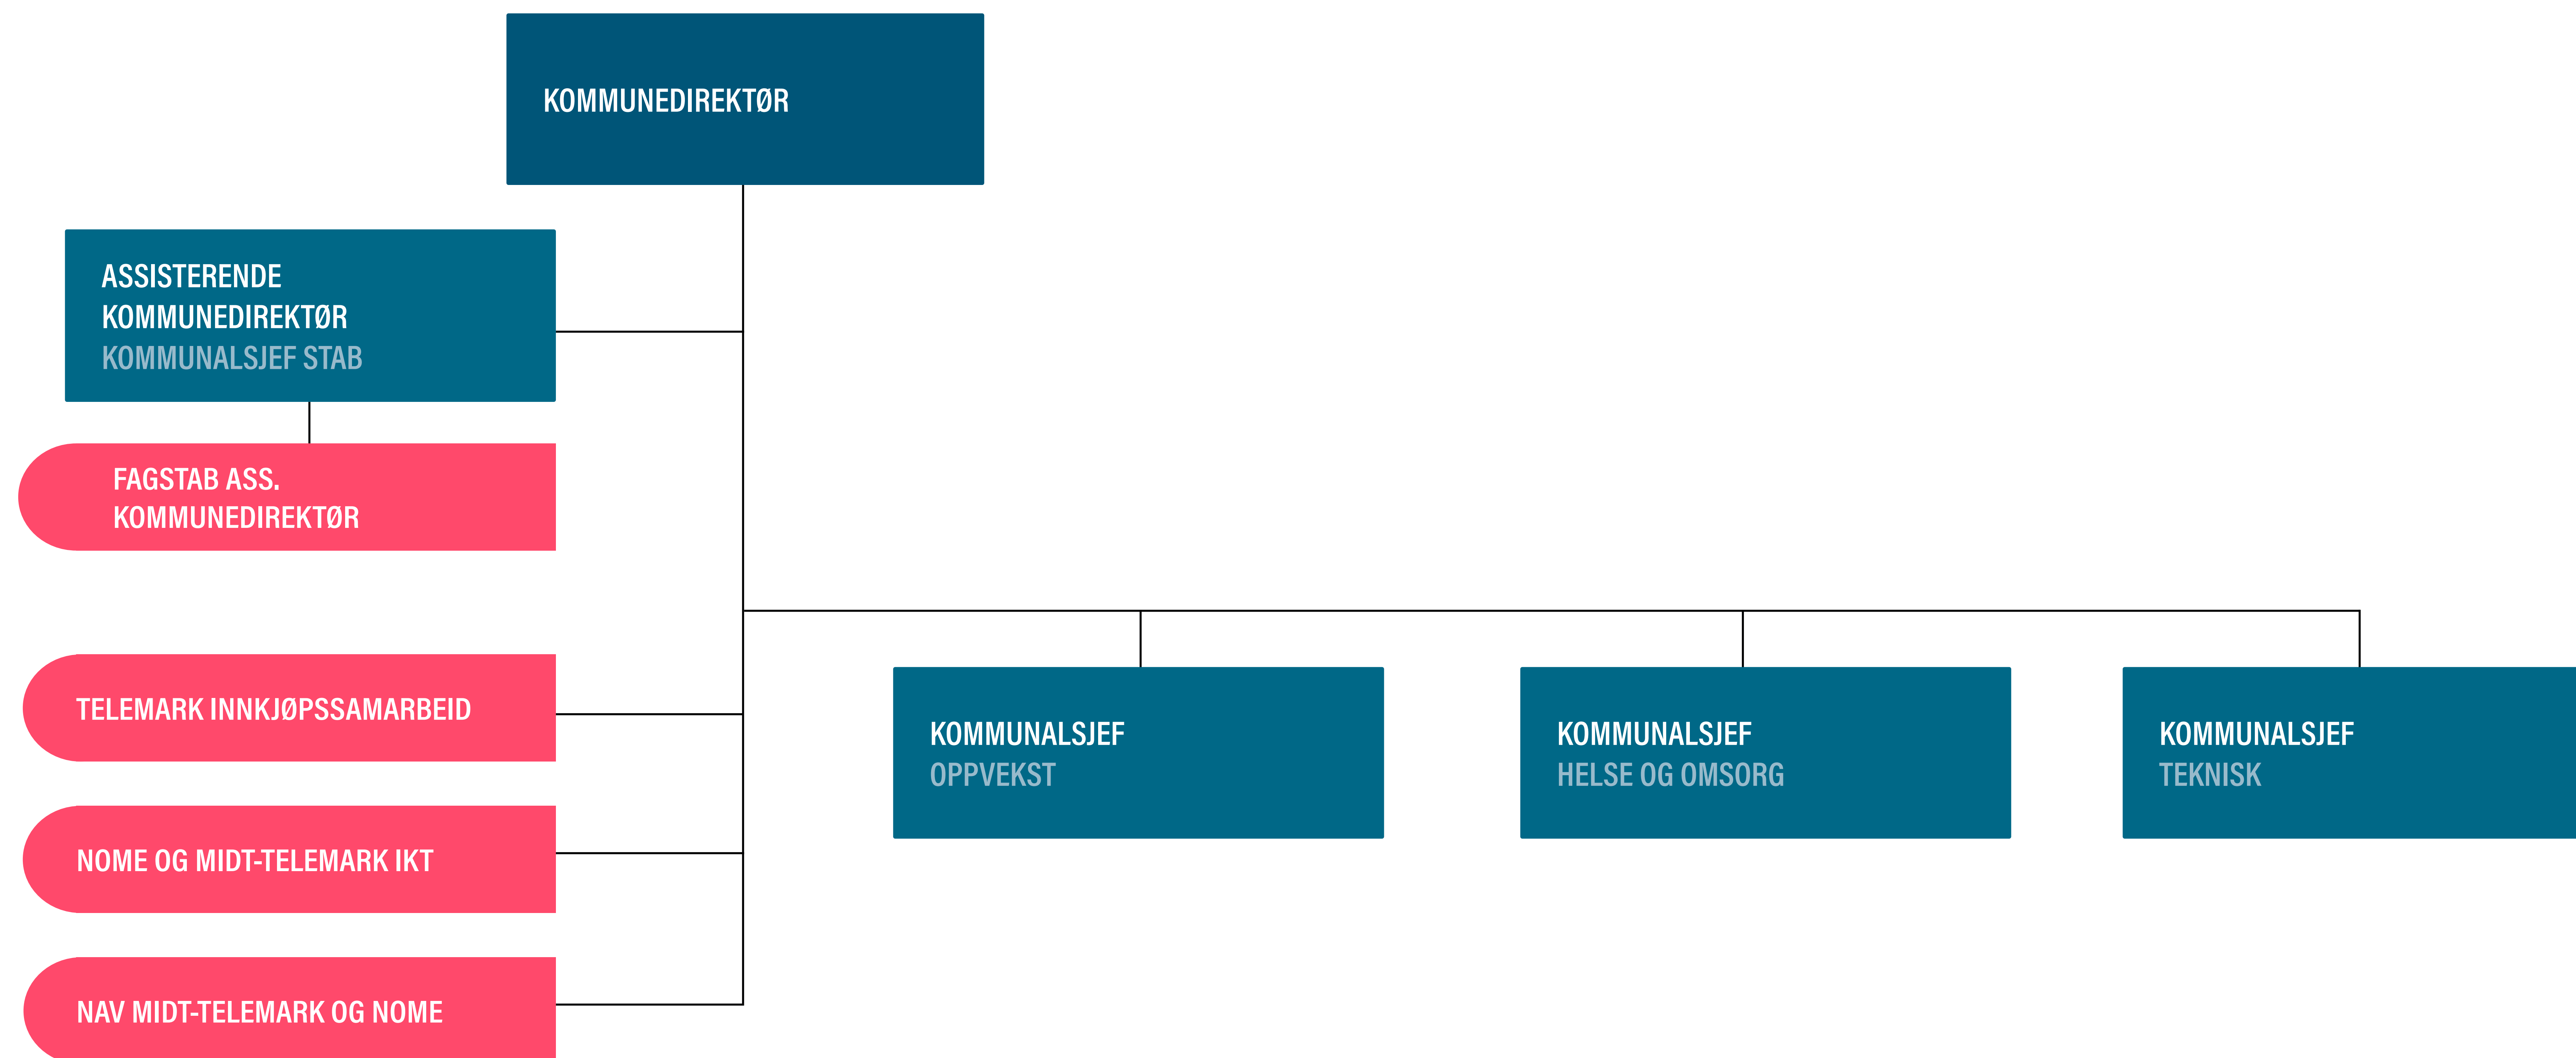 KOMMUNEDIREKTØR
ASSISTERENDE
KOMMUNEDIREKTØR
KOMMUNALSJEF STAB
FAGSTAB ASS.
KOMMUNEDIREKTØR
TELEMARK INNKJØPSSAMARBEID
NOME OG MIDT-TELEMARK IKT
NAV MIDT-TELEMARK OG NOME
KOMMUNALSJEF
OPPVEKST
KOMMUNALSJEF
HELSE OG OMSORG
KOMMUNALSJEF
TEKNISK